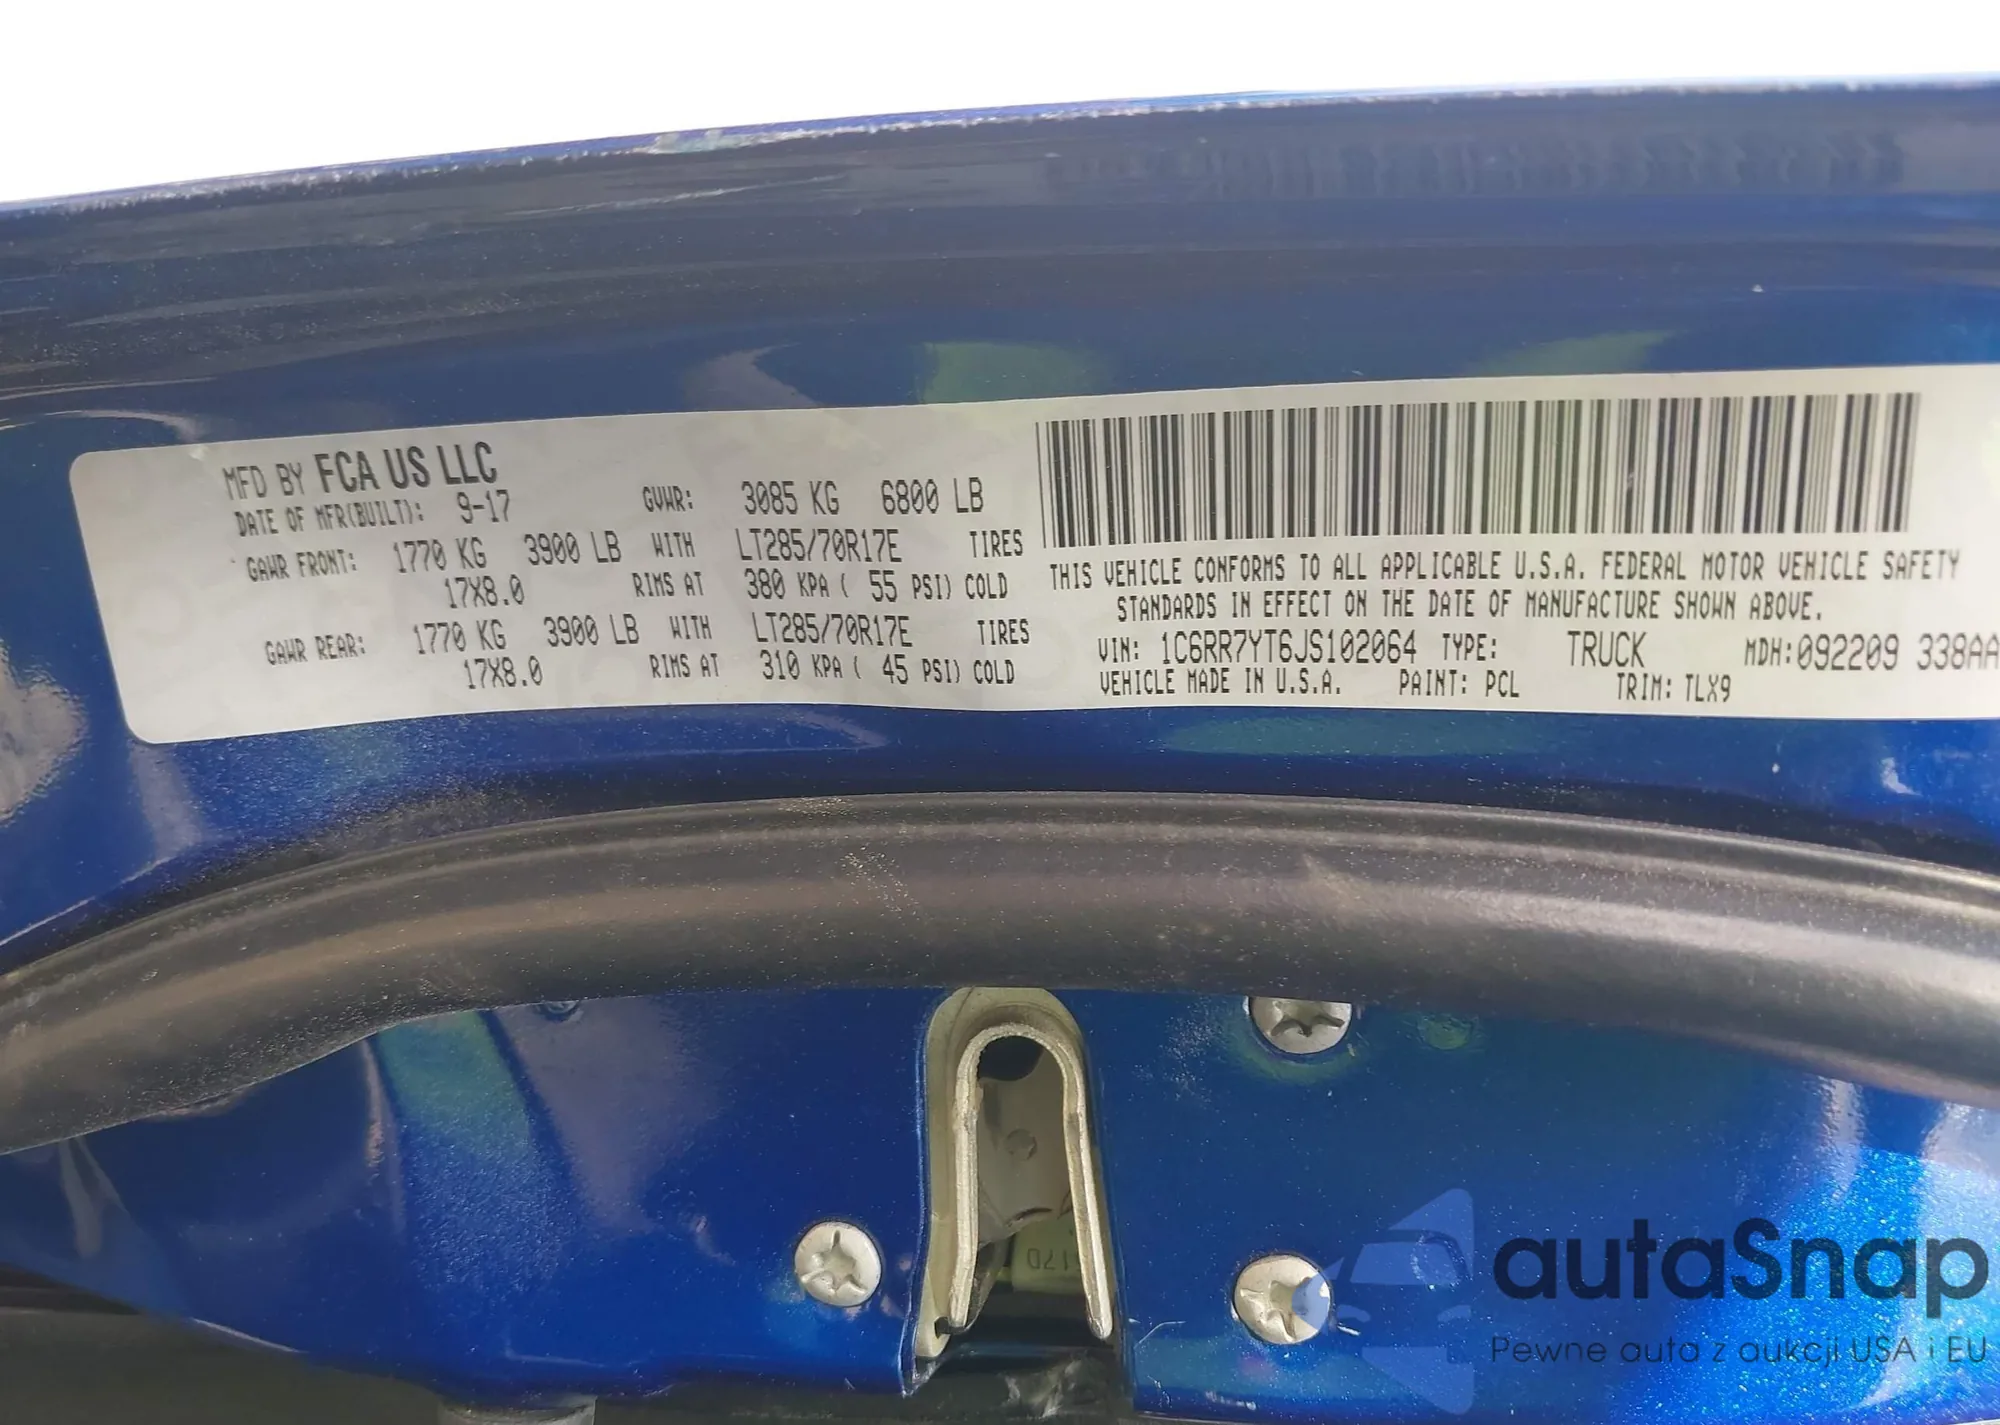 MFD BY FCA US LLC
DATE OF MFR(BUILT): 9-17 GVWR: 3085 KG 6800 LB
GAWR FRONT: 1770 KG 3900 LB WITH LT285/70R17E TIRES
17X8.0 RIMS AT 380 KPA ( 55 PSI) COLD
GAWR REAR: 1770 KG 3900 LB WITH LT285/70R17E TIRES
17X8.0 RIMS AT 310 KPA ( 45 PSI) COLD
THIS VEHICLE CONFORMS TO ALL APPLICABLE U.S.A. FEDERAL MOTOR VEHICLE SAFETY
STANDARDS IN EFFECT ON THE DATE OF MANUFACTURE SHOWN ABOVE.
VIN: 1C6RR7YT6JS102064 TYPE: TRUCK MDH:092209 338AA
VEHICLE MADE IN U.S.A. PAINT: PCL TRIM: TLX9
autaSnap
Pewne auta z aukcji USA i EU